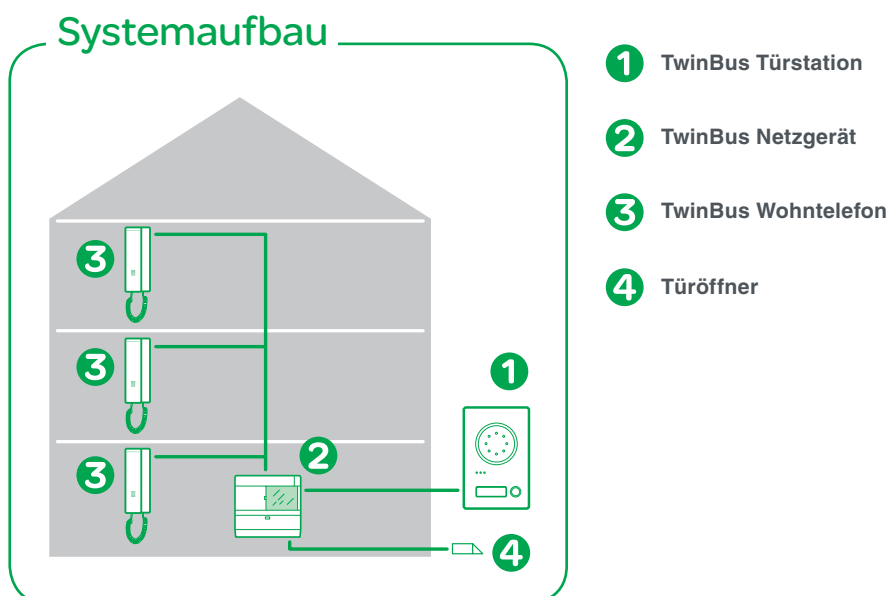 Systemaufbau
1 TwinBus Türstation
2 TwinBus Netzgerät
3 TwinBus Wohntelefon
4 Türöffner
3
3
1
2
3
4